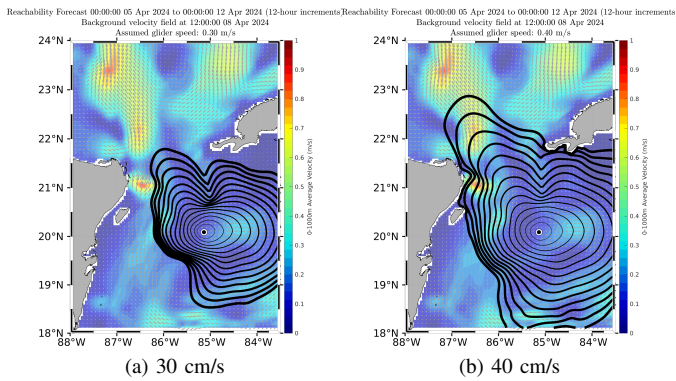 Reachability Forecast 00:00:00 05 Apr 2024 to 00:00:00 12 Apr 2024 (12-hour increments)
Background velocity field at 12:00:00 08 Apr 2024
Assumed glider speed: 0.30 m/s
24°N
23°N
22°N
21°N
20°N
19°N
18°N
88°W 87°W 86°W 85°W 84°W
1
0.9
0.8
0.7
0.6
0.5
0.4
0.3
0.2
0.1
0
0-1000m Average Velocity (m/s)
(a) 30 cm/s
Reachability Forecast 00:00:00 05 Apr 2024 to 00:00:00 12 Apr 2024 (12-hour increments
Background velocity field at 12:00:00 08 Apr 2024
Assumed glider speed: 0.40 m/s
24°N
23°N
22°N
21°N
20°N
19°N
18°N
88°W 87°W 86°W 85°W 84°W
1
0.9
0.8
0.7
0.6
0.5
0.4
0.3
0.2
0.1
0
0-1000m Average Velocity (m/s)
(b) 40 cm/s